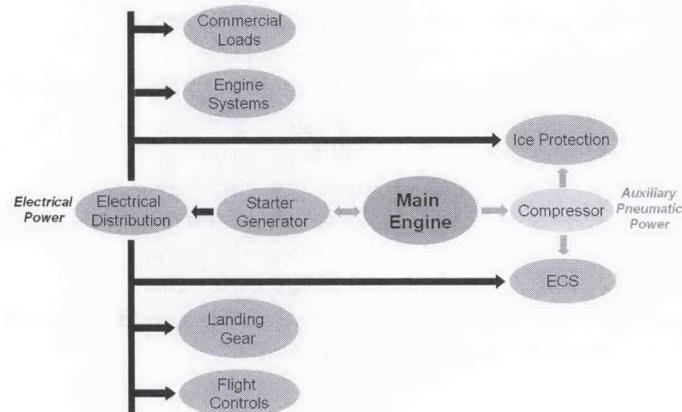 Commercial
Loads
Engine
Systems
Ice Protection
Electrical
Power
Electrical
Distribution
Starter
Generator
Main
Engine
Compressor
Auxiliary
Pneumatic
Power
ECS
Landing
Gear
Flight
Controls